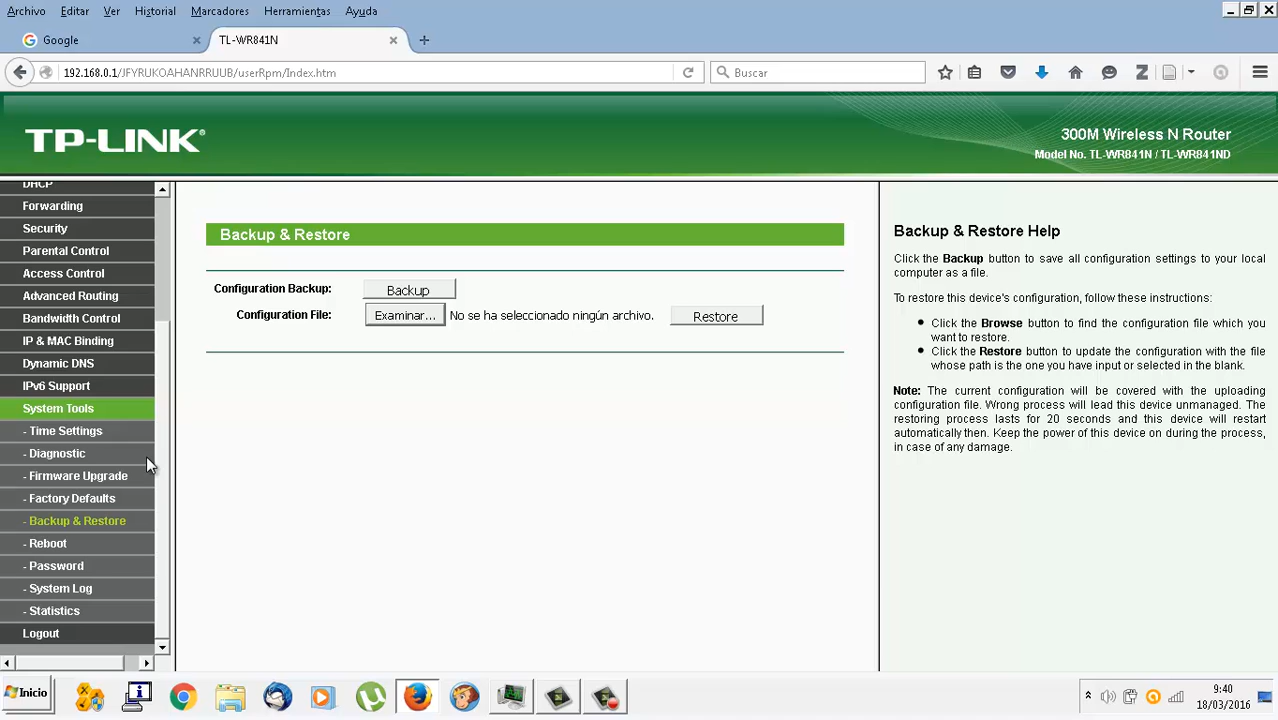 Archivo Editar Ver Historial Marcadores Herramientas Ayuda
Google TL-WR841N
192.168.0.1/JFYRUKOAHANRRUUB/userRpm/Index.htm Buscar
TP-LINK®
300M Wireless N Router
Model No. TL-WR841N / TL-WR841ND
DHCP
Forwarding
Security
Parental Control
Access Control
Advanced Routing
Bandwidth Control
IP & MAC Binding
Dynamic DNS
IPv6 Support
System Tools
- Time Settings
- Diagnostic
- Firmware Upgrade
- Factory Defaults
- Backup & Restore
- Reboot
- Password
- System Log
- Statistics
Logout
Backup & Restore
Configuration Backup: Backup
Configuration File: Examinar... No se ha seleccionado ningún archivo. Restore
Backup & Restore Help
Click the Backup button to save all configuration settings to your local
computer as a file.
To restore this device's configuration, follow these instructions:
Click the Browse button to find the configuration file which you
want to restore.
Click the Restore button to update the configuration with the file
whose path is the one you have input or selected in the blank.
Note: The current configuration will be covered with the uploading
configuration file. Wrong process will lead this device unmanaged. The
restoring process lasts for 20 seconds and this device will restart
automatically then. Keep the power of this device on during the process,
in case of any damage.
Inicio
9:40
18/03/2016